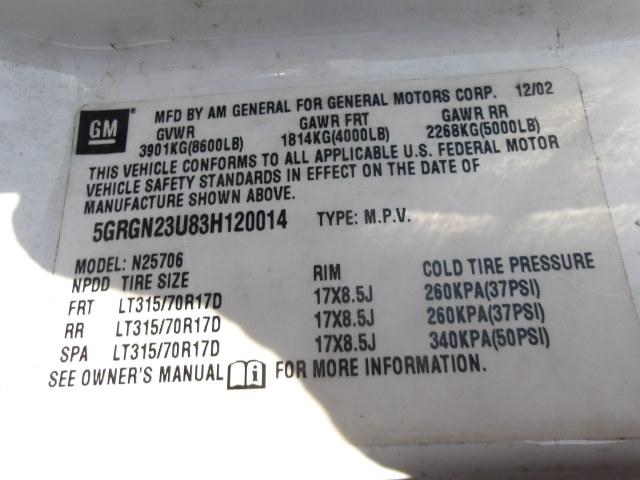 GM
MFD BY AM GENERAL FOR GENERAL MOTORS CORP. 12/02
GVWR GAWR FRT GAWR RR
3901KG(8600LB) 1814KG(4000LB) 2268KG(5000LB)
THIS VEHICLE CONFORMS TO ALL APPLICABLE U.S. FEDERAL MOTOR
VEHICLE SAFETY STANDARDS IN EFFECT ON THE DATE OF
MANUFACTURE SHOWN ABOVE.
5GRGN23U83H120014 TYPE: M.P.V.
MODEL: N25706
NPDD TIRE SIZE RIM COLD TIRE PRESSURE
FRT LT315/70R17D 17X8.5J 260KPA(37PSI)
RR LT315/70R17D 17X8.5J 260KPA(37PSI)
SPA LT315/70R17D 17X8.5J 340KPA(50PSI)
SEE OWNER'S MANUAL i FOR MORE INFORMATION.